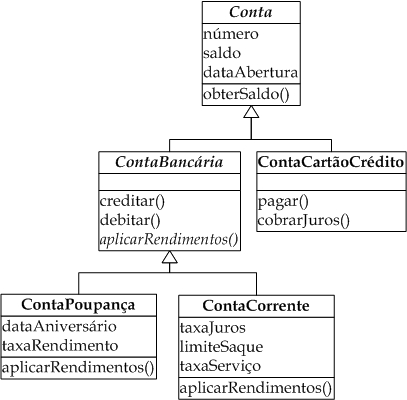 Conta
número
saldo
dataAbertura
obterSaldo()
ContaBancária
creditar()
debitar()
aplicarRendimentos()
ContaCartãoCrédito
pagar()
cobrarJuros()
ContaPoupança
dataAniversário
taxaRendimento
aplicarRendimentos()
ContaCorrente
taxaJuros
limiteSaque
taxaServiço
aplicarRendimentos()